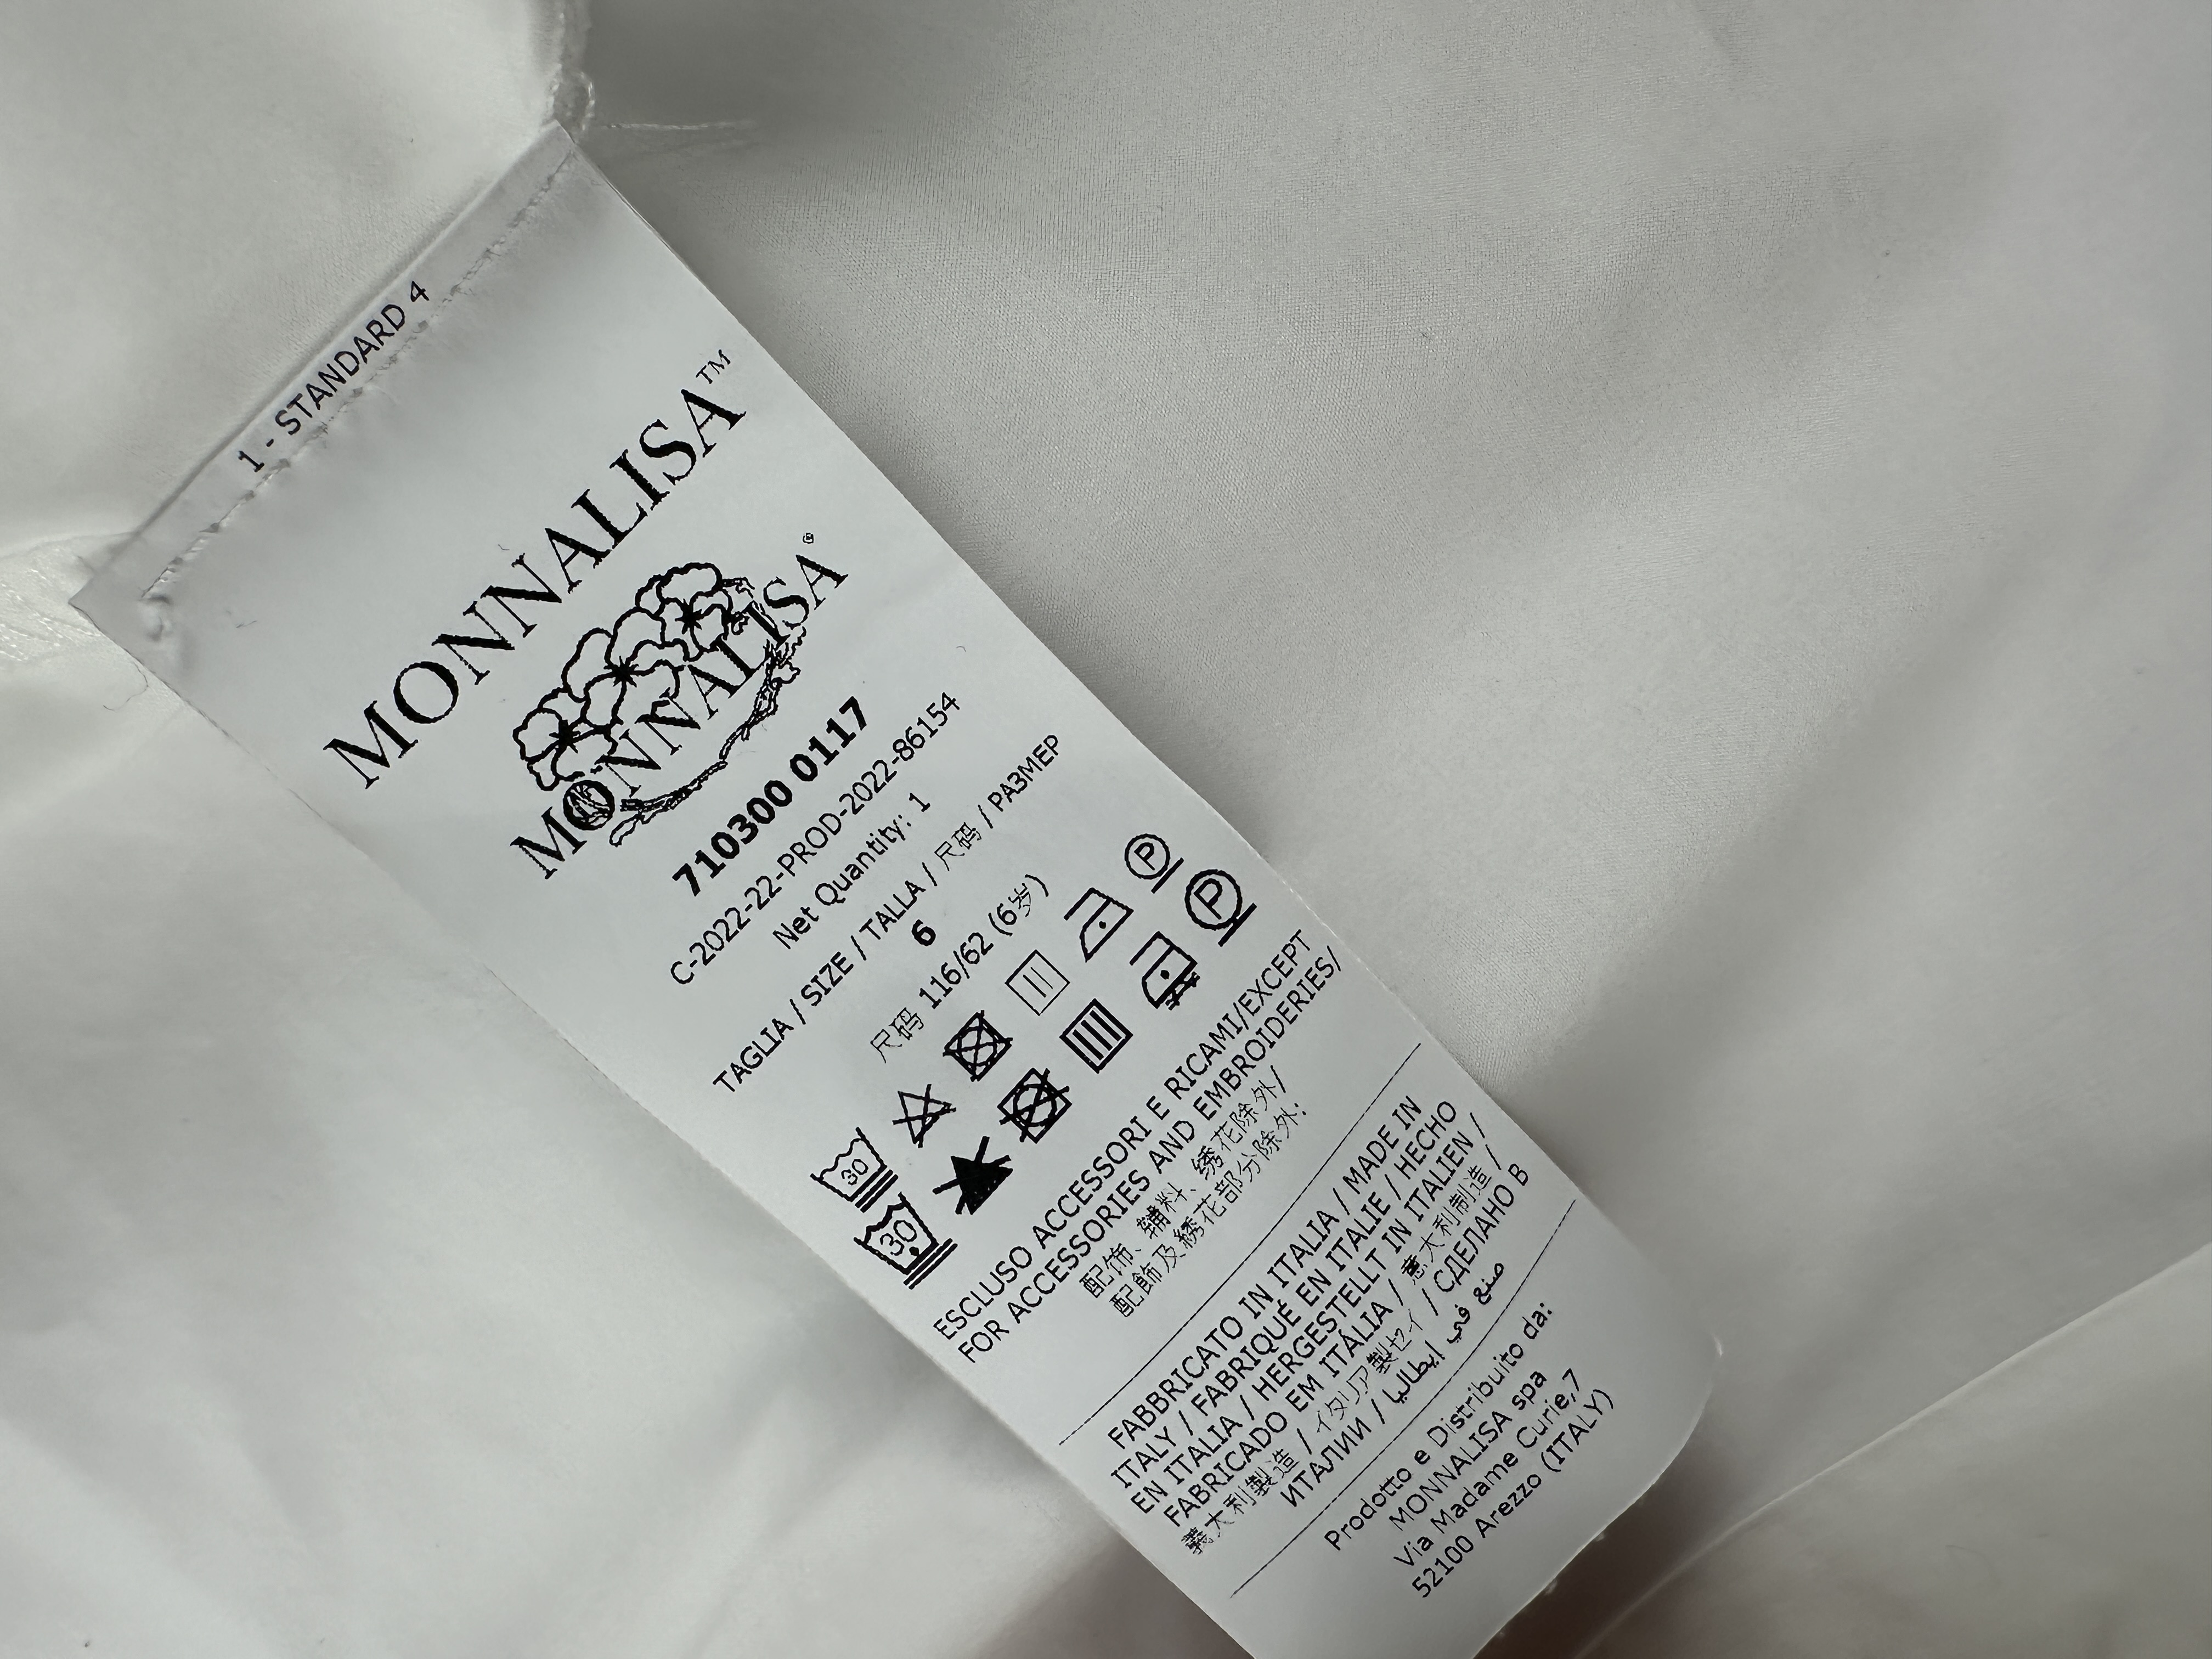 1 - STANDARD 4
MONNALISA™
MONNALISA®
710300 0117
C-2022-22-PROD-2022-86154
Net Quantity: 1
TAGLIA / SIZE / TALLA / 尺码 / РАЗМЕР
6
尺码 116/62 (6岁)
30 P
30 P
ESCLUSO ACCESSORI E RICAMI/EXCEPT
FOR ACCESSORIES AND EMBROIDERIES/
配饰、辅料、绣花除外/
配飾及繡花部分除外:
FABBRICATO IN ITALIA / MADE IN
ITALY / FABRIQUÉ EN ITALIE / HECHO
EN ITALIA / HERGESTELLT IN ITALIEN /
FABRICADO EM ITÁLIA / 意大利制造 /
義大利製造 / イタリア製セイ / СДЕЛАНО В
ИТАЛИИ / صنع في إيطاليا
Prodotto e Distribuito da:
MONNALISA spa
Via Madame Curie,7
52100 Arezzo (ITALY)